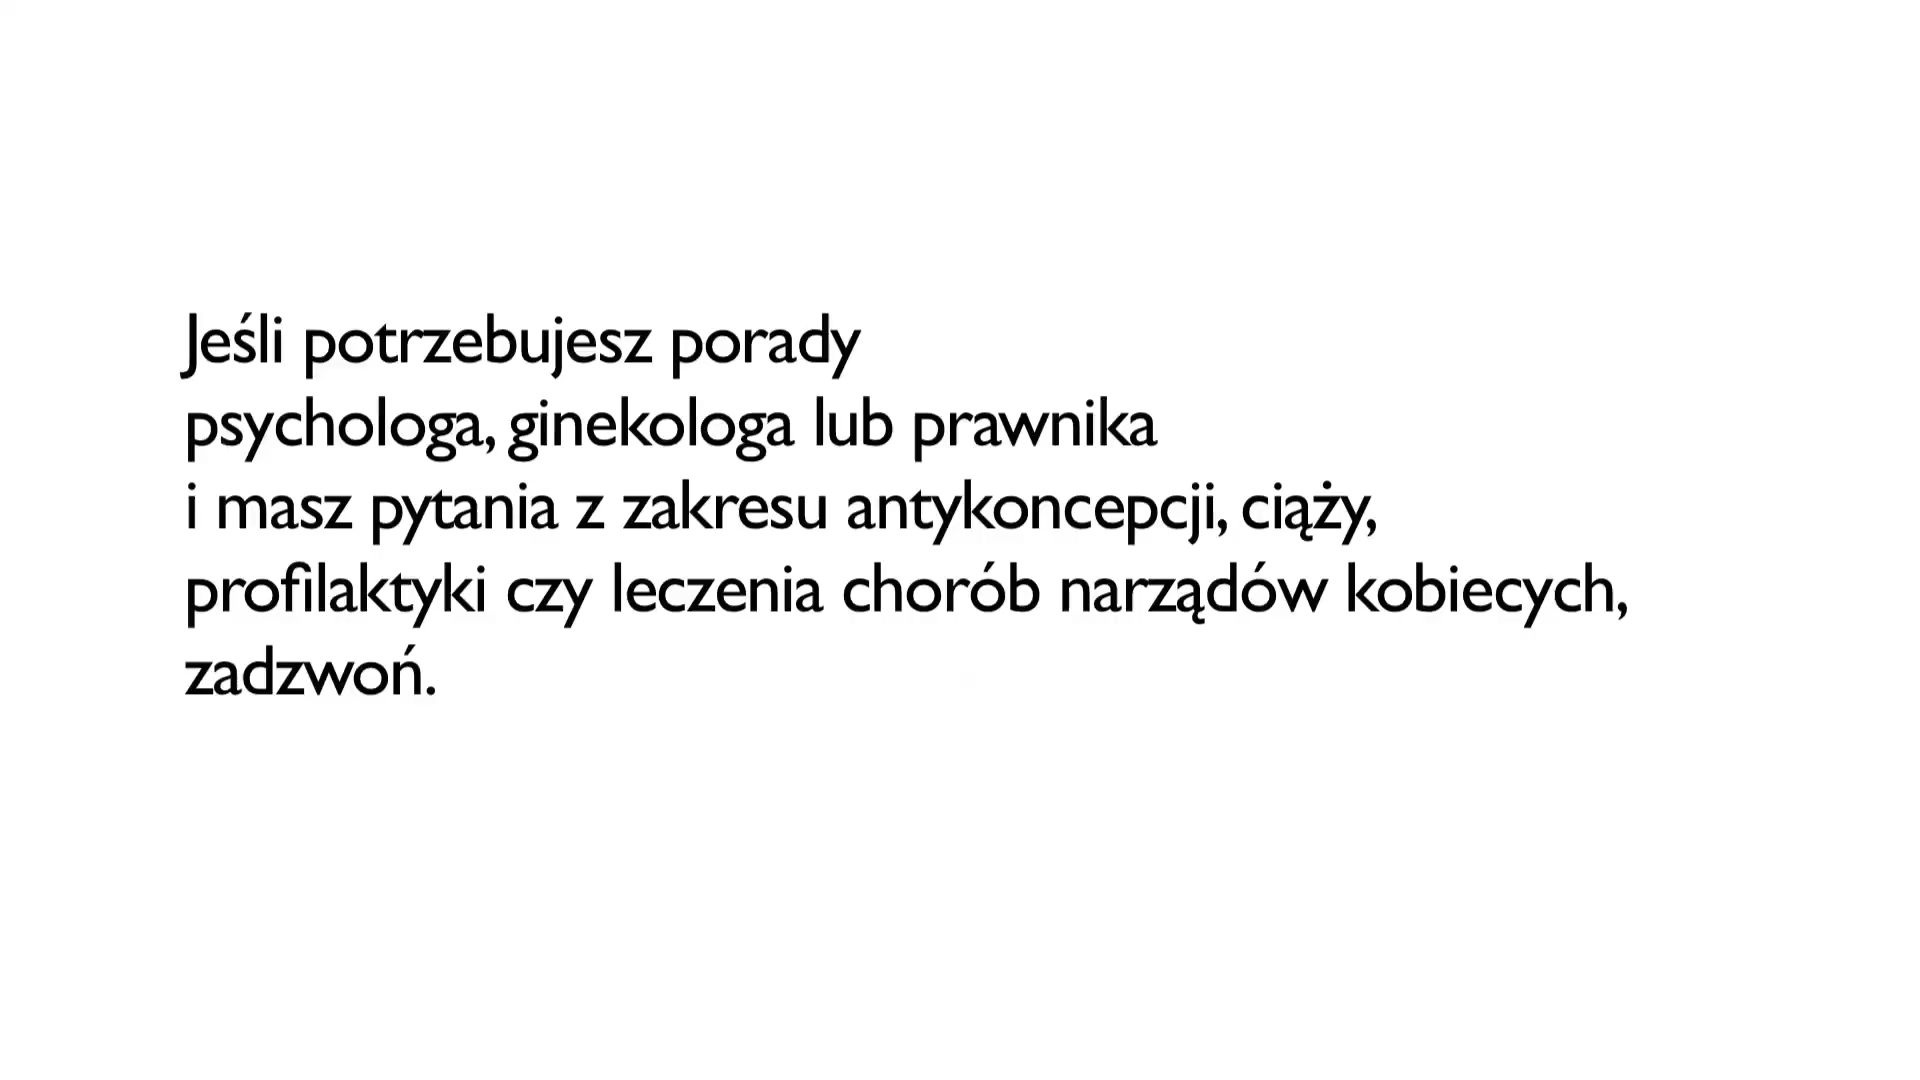 Jeśli potrzebujesz porady
psychologa, ginekologa lub prawnika
i masz pytania z zakresu antykoncepcji, ciąży,
profilaktyki czy leczenia chorób narządów kobiecych,
zadzwoń.